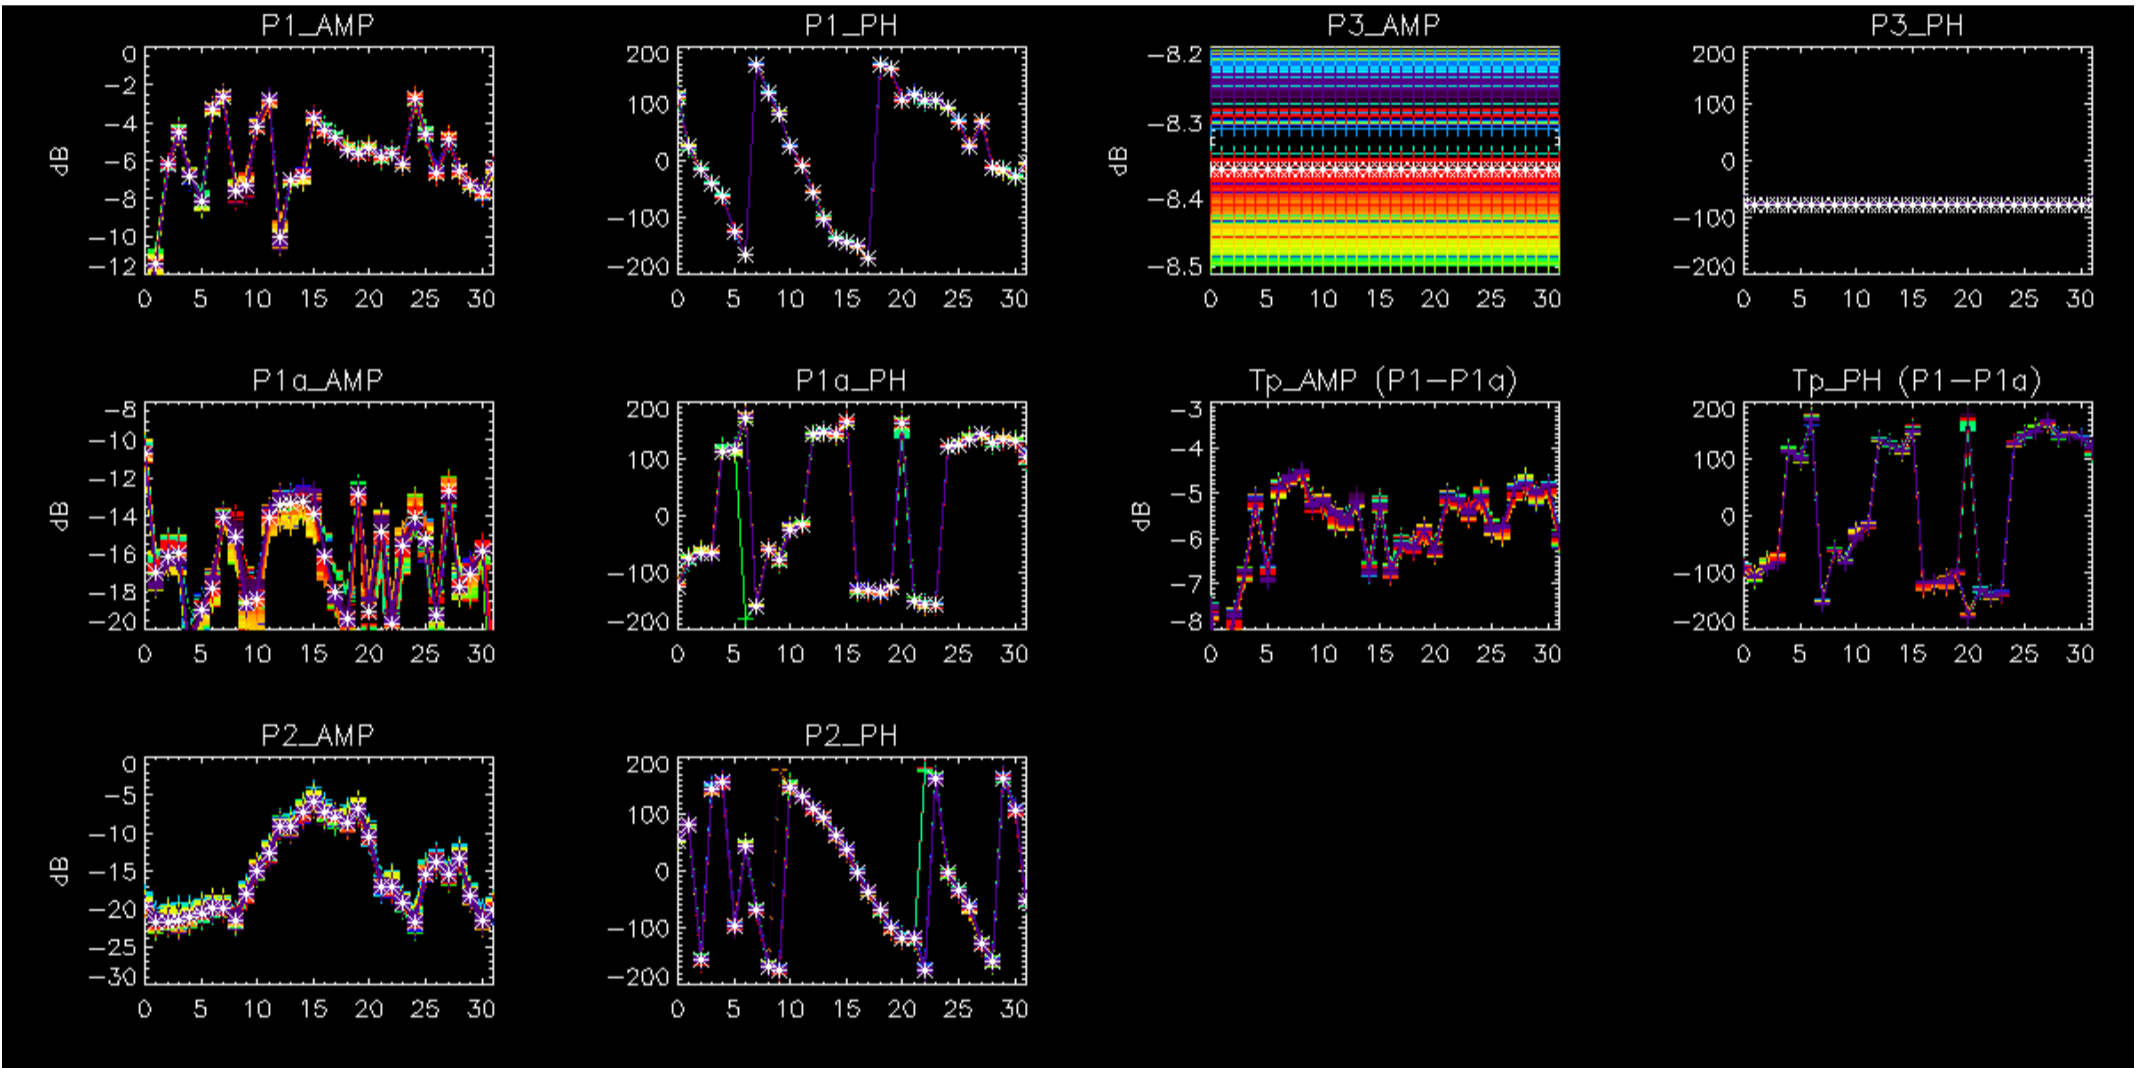 P1_AMP
0
−2
−4
−6
−8
−10
−12
dB
0 5 10 15 20 25 30
P1_PH
200
100
0
−100
−200
0 5 10 15 20 25 30
P3_AMP
−8.2
−8.3
−8.4
−8.5
dB
0 5 10 15 20 25 30
P3_PH
200
100
0
−100
−200
0 5 10 15 20 25 30
P1a_AMP
−8
−10
−12
−14
−16
−18
−20
dB
0 5 10 15 20 25 30
P1a_PH
200
100
0
−100
−200
0 5 10 15 20 25 30
Tp_AMP (P1−P1a)
−3
−4
−5
−6
−7
−8
dB
0 5 10 15 20 25 30
Tp_PH (P1−P1a)
200
100
0
−100
−200
0 5 10 15 20 25 30
P2_AMP
0
−5
−10
−15
−20
−25
−30
dB
0 5 10 15 20 25 30
P2_PH
200
100
0
−100
−200
0 5 10 15 20 25 30